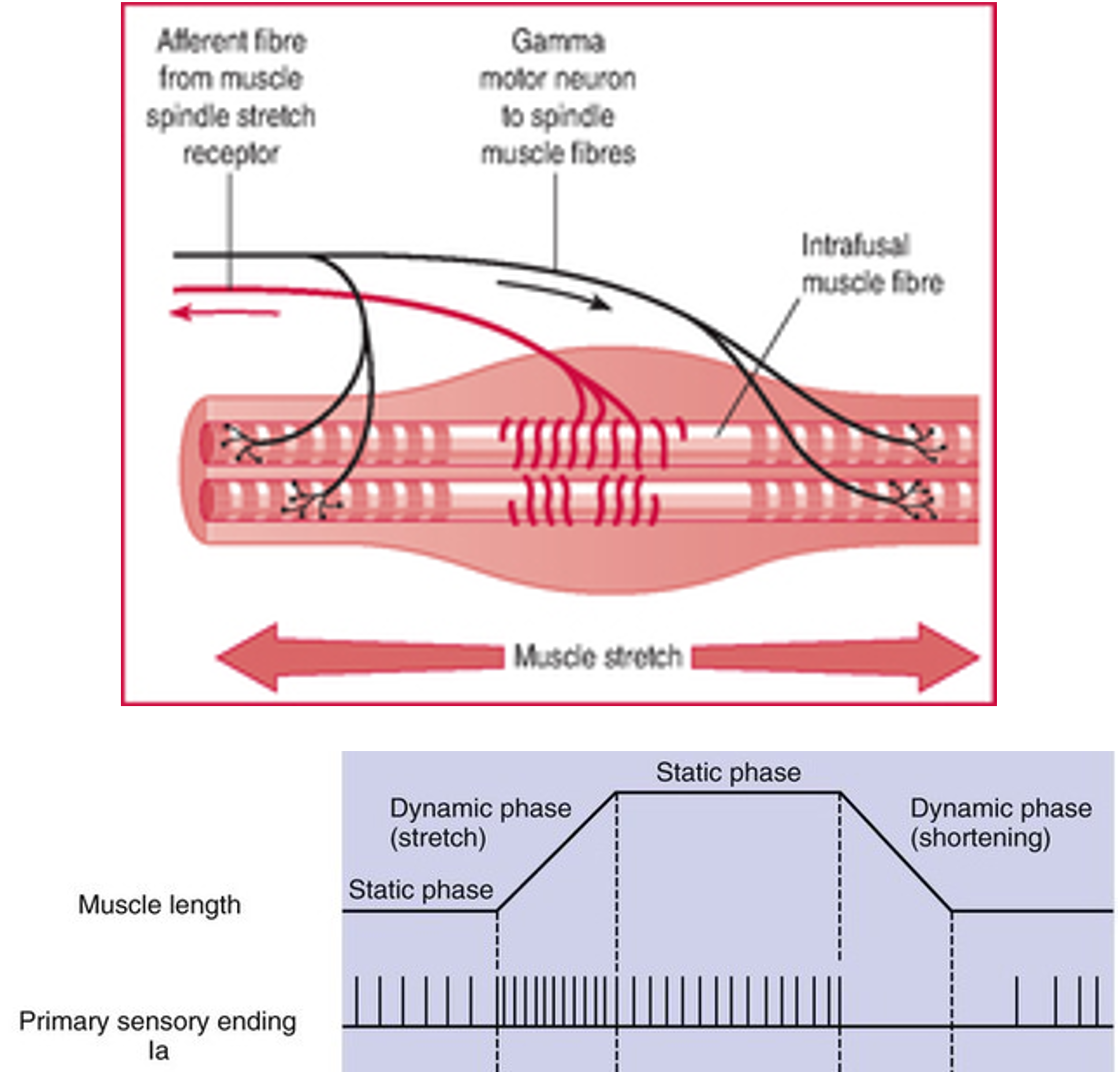 Afferent fibre
from muscle
spindle stretch
receptor
Gamma
motor neuron
to spindle
muscle fibres
Intrafusal
muscle fibre
Muscle stretch
Static phase
Dynamic phase
(stretch)
Dynamic phase
(shortening)
Static phase
Muscle length
Primary sensory ending
Ia